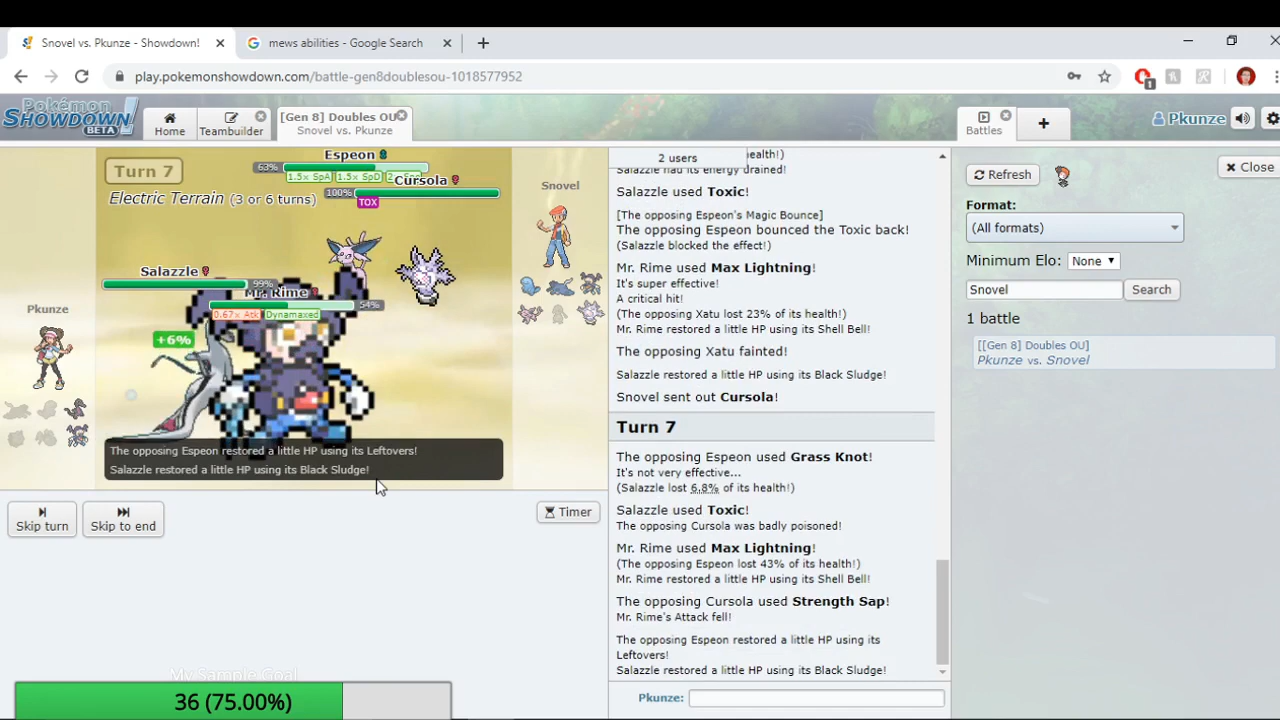 Snovel vs. Pkunze - Showdown!
mews abilities - Google Search
play.pokemonshowdown.com/battle-gen8doublesou-1018577952
1
Pokémon
SHOWDOWN!
BETA
Home
Teambuilder
[Gen 8] Doubles OU
Snovel vs. Pkunze
Battles
Pkunze
Turn 7
Electric Terrain (3 or 6 turns)
Espeon
63%
1.5× SpA
1.5× SpD
Cursola
100%
TOX
Salazzle
99%
Mr. Rime
54%
0.67× Atk
Dynamaxed
+6%
Pkunze
Snovel
The opposing Espeon restored a little HP using its Leftovers!
Salazzle restored a little HP using its Black Sludge!
Skip turn
Skip to end
Timer
My Sample Goal
36 (75.00%)
2 users
health!)
Salazzle had its energy drained!
Salazzle used Toxic!
[The opposing Espeon's Magic Bounce]
The opposing Espeon bounced the Toxic back!
(Salazzle blocked the effect!)
Mr. Rime used Max Lightning!
It's super effective!
A critical hit!
(The opposing Xatu lost 23% of its health!)
Mr. Rime restored a little HP using its Shell Bell!
The opposing Xatu fainted!
Salazzle restored a little HP using its Black Sludge!
Snovel sent out Cursola!
Turn 7
The opposing Espeon used Grass Knot!
It's not very effective...
(Salazzle lost 6.8% of its health!)
Salazzle used Toxic!
The opposing Cursola was badly poisoned!
Mr. Rime used Max Lightning!
(The opposing Espeon lost 43% of its health!)
Mr. Rime restored a little HP using its Shell Bell!
The opposing Cursola used Strength Sap!
Mr. Rime's Attack fell!
The opposing Espeon restored a little HP using its
Leftovers!
Salazzle restored a little HP using its Black Sludge!
Pkunze:
Refresh
Close
Format:
(All formats)
Minimum Elo:
None
Snovel
Search
1 battle
[[Gen 8] Doubles OU]
Pkunze vs. Snovel